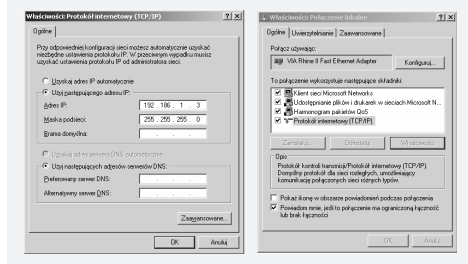 Właściwości: Protokół internetowy (TCP/IP)
Ogólne
Przy odpowiedniej konfiguracji sieci możesz automatycznie uzyskać
niezbędne ustawienia protokołu IP. W przeciwnym wypadku musisz
uzyskać ustawienia protokołu IP od administratora sieci.
Uzyskaj adres IP automatycznie
Użyj następującego adresu IP:
Adres IP: 192 . 186 . 1 . 3
Maska podsieci: 255 . 255 . 255 . 0
Brama domyślna:
Uzyskaj adres serwera DNS automatycznie
Użyj następujących adresów serwerów DNS:
Preferowany serwer DNS:
Alternatywny serwer DNS:
Zaawansowane...
OK Anuluj
Właściwości: Połączenie lokalne
Ogólne Uwierzytelnianie Zaawansowane
Połącz używając:
VIA Rhine II Fast Ethernet Adapter Konfiguruj...
To połączenie wykorzystuje następujące składniki:
Klient sieci Microsoft Networks
Udostępnianie plików i drukarek w sieciach Microsoft N...
Harmonogram pakietów QoS
Protokół internetowy (TCP/IP)
Zainstaluj... Odinstaluj Właściwości
Opis
Protokół kontroli transmisji/Protokół internetowy (TCP/IP).
Domyślny protokół dla sieci rozległych, umożliwiający
komunikację połączonych sieci różnych typów.
Pokaż ikonę w obszarze powiadomień podczas połączenia
Powiadom mnie, jeśli to połączenie ma ograniczoną łączność
lub brak łączności
OK Anuluj